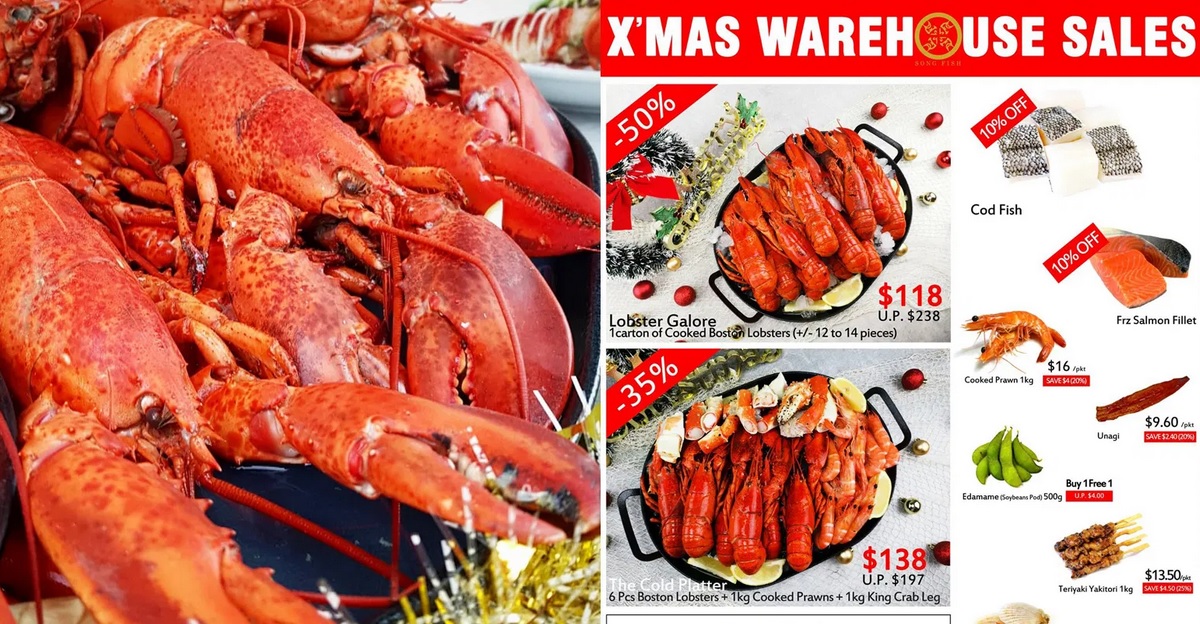 X'MAS WAREHOUSE SALES
SONG FISH
-50%
$118
U.P. $238
Lobster Galore
1carton of Cooked Boston Lobsters (+/- 12 to 14 pieces)
-35%
$138
U.P. $197
The Cold Platter
6 Pcs Boston Lobsters + 1kg Cooked Prawns + 1kg King Crab Leg
10% OFF
Cod Fish
10% OFF
Frz Salmon Fillet
$16 /pkt
Cooked Prawn 1kg
SAVE $4 (20%)
$9.60 /pkt
Unagi
SAVE $2.40 (20%)
Buy 1 Free 1
Edamame (Soybeans Pod) 500g
U.P. $4.00
$13.50 /pkt
Teriyaki Yakitori 1kg
SAVE $4.50 (25%)